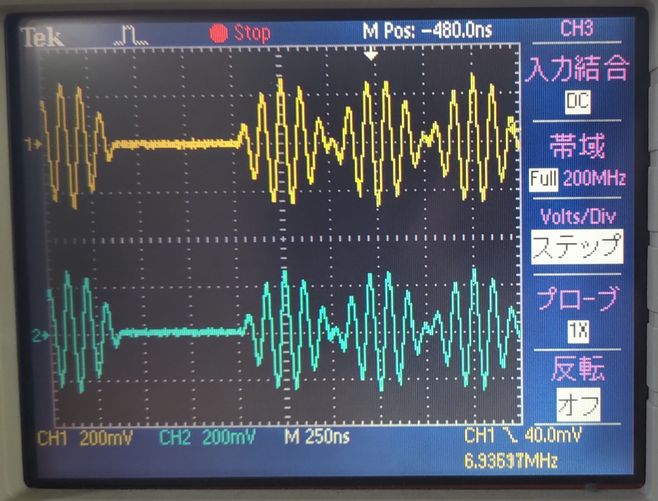 Tek Stop M Pos: -480.0ns CH3
入力結合
DC
1
帯域
Full 200MHz
Volts/Div
ステップ
プローブ
2 1X
反転
オフ
CH1 200mV CH2 200mV M 250ns CH1 40.0mV